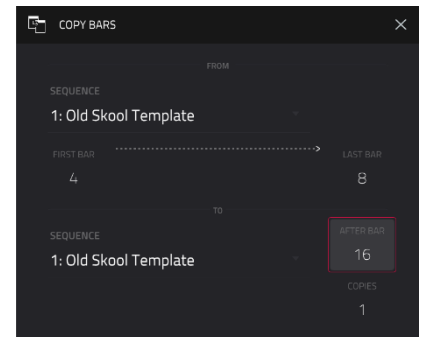 COPY BARS
FROM
SEQUENCE
1: Old Skool Template
FIRST BAR
LAST BAR
4
8
TO
SEQUENCE
AFTER BAR
1: Old Skool Template
16
COPIES
1